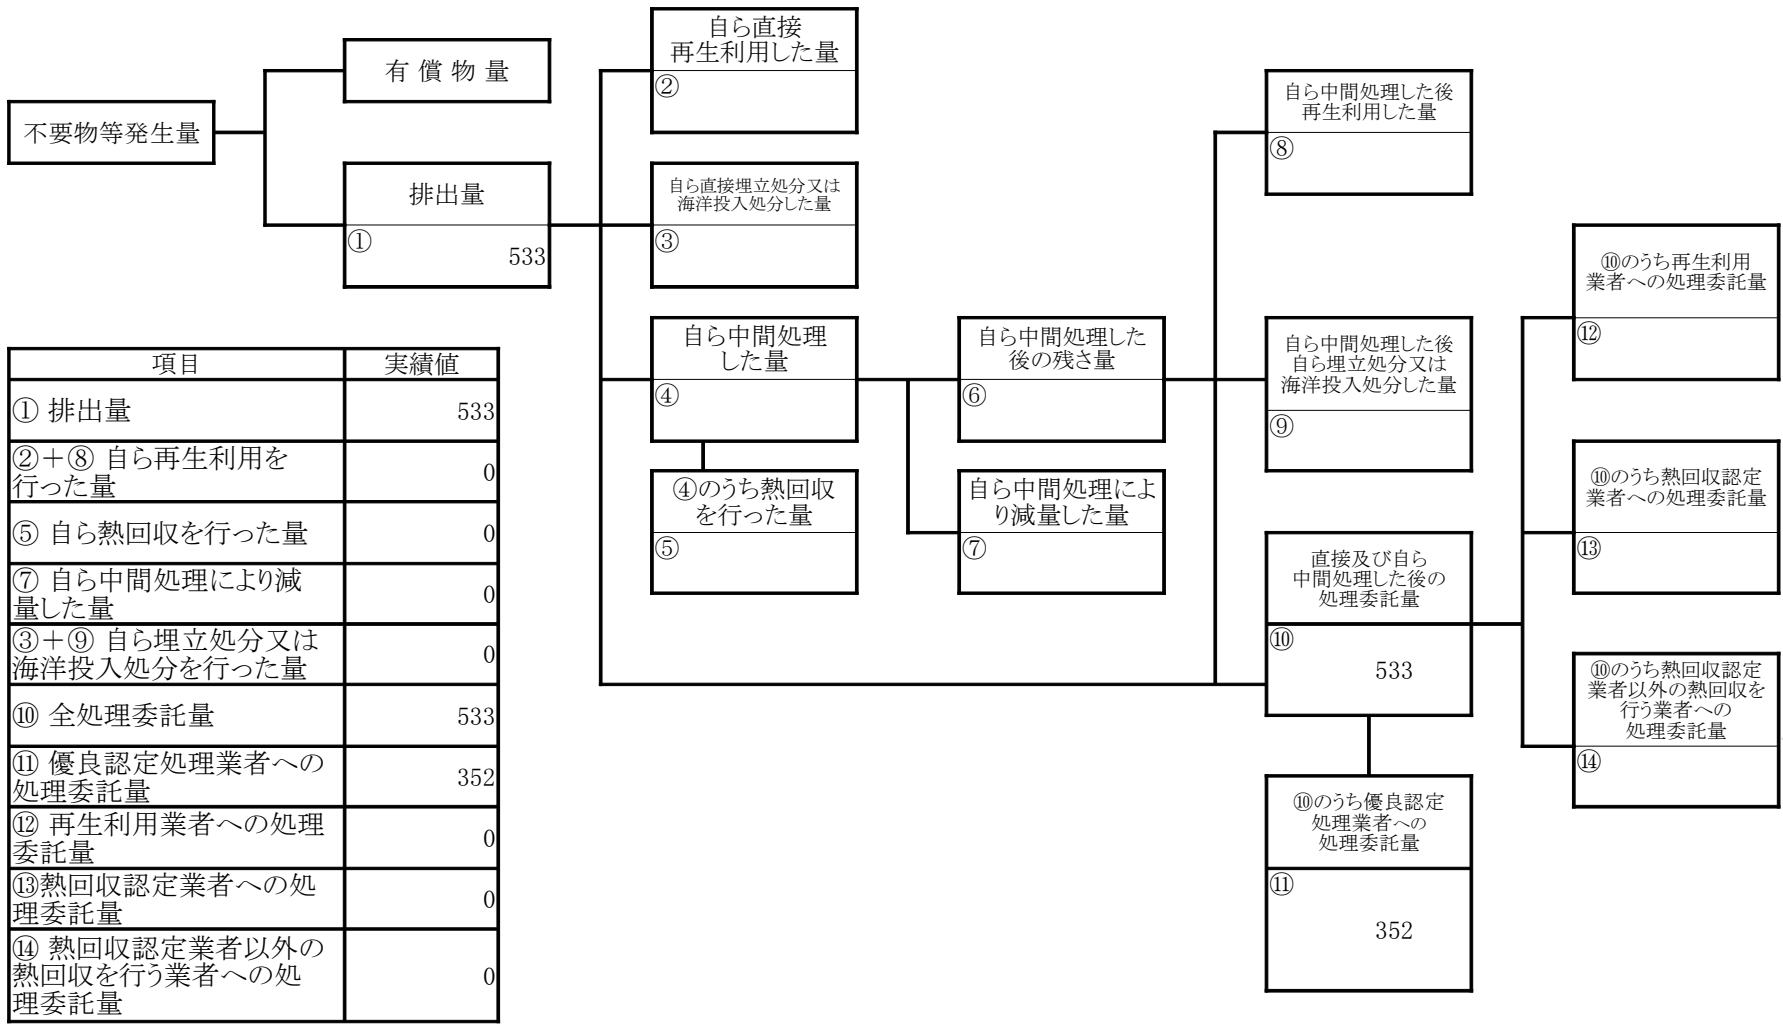 不要物等発生量
有償物量
排出量
①
533
自ら直接
再生利用した量
②
自ら直接埋立処分又は
海洋投入処分した量
③
自ら中間処理
した量
④
④のうち熱回収
を行った量
⑤
自ら中間処理した
後の残さ量
⑥
自ら中間処理によ
り減量した量
⑦
自ら中間処理した後
再生利用した量
⑧
自ら中間処理した後
自ら埋立処分又は
海洋投入処分した量
⑨
直接及び自ら
中間処理した後の
処理委託量
⑩
533
⑩のうち優良認定
処理業者への
処理委託量
⑪
352
⑩のうち再生利用
業者への処理委託量
⑫
⑩のうち熱回収認定
業者への処理委託量
⑬
⑩のうち熱回収認定
業者以外の熱回収を
行う業者への
処理委託量
⑭
項目 実績値
① 排出量 533
②＋⑧ 自ら再生利用を
行った量 0
⑤ 自ら熱回収を行った量 0
⑦ 自ら中間処理により減
量した量 0
③＋⑨ 自ら埋立処分又は
海洋投入処分を行った量 0
⑩ 全処理委託量 533
⑪ 優良認定処理業者への
処理委託量 352
⑫ 再生利用業者への処理
委託量 0
⑬熱回収認定業者への処
理委託量 0
⑭ 熱回収認定業者以外の
熱回収を行う業者への処
理委託量 0